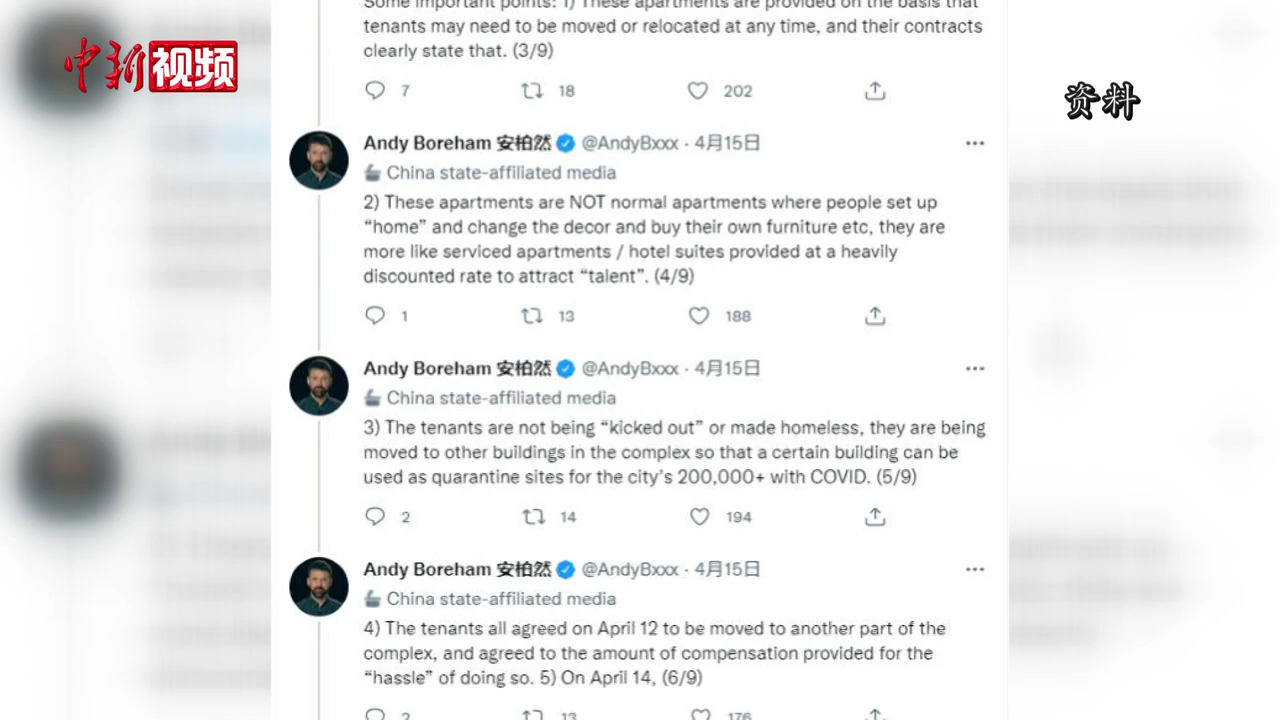 Some important points: 1) These apartments are provided on the basis that
tenants may need to be moved or relocated at any time, and their contracts
clearly state that. (3/9)
7 18 202
中新视频
资料
Andy Boreham 安柏然 @AndyBxxx · 4月15日
China state-affiliated media
2) These apartments are NOT normal apartments where people set up
“home” and change the decor and buy their own furniture etc, they are
more like serviced apartments / hotel suites provided at a heavily
discounted rate to attract “talent”. (4/9)
1 13 188
Andy Boreham 安柏然 @AndyBxxx · 4月15日
China state-affiliated media
3) The tenants are not being “kicked out” or made homeless, they are being
moved to other buildings in the complex so that a certain building can be
used as quarantine sites for the city’s 200,000+ with COVID. (5/9)
2 14 194
Andy Boreham 安柏然 @AndyBxxx · 4月15日
China state-affiliated media
4) The tenants all agreed on April 12 to be moved to another part of the
complex, and agreed to the amount of compensation provided for the
“hassle” of doing so. 5) On April 14, (6/9)
2 13 176